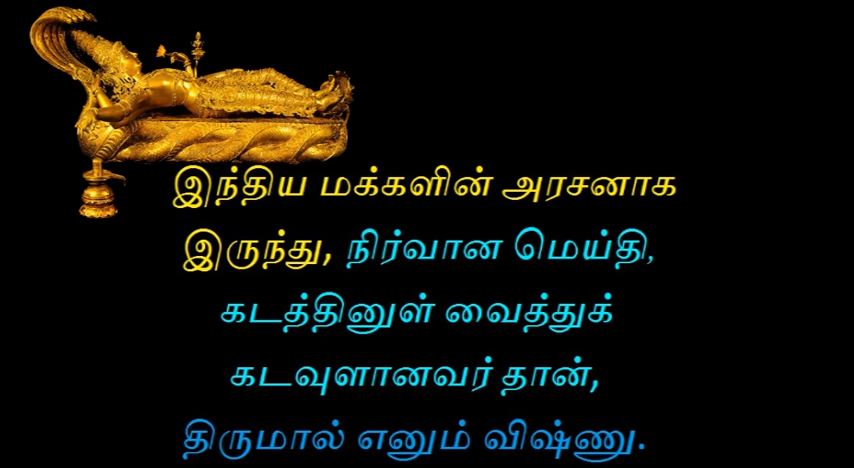 இந்திய மக்களின் அரசனாக
இருந்து, நிர்வான மெய்தி,
கடத்தினுள் வைத்துக்
கடவுளானவர் தான்,
திருமால் எனும் விஷ்ணு.